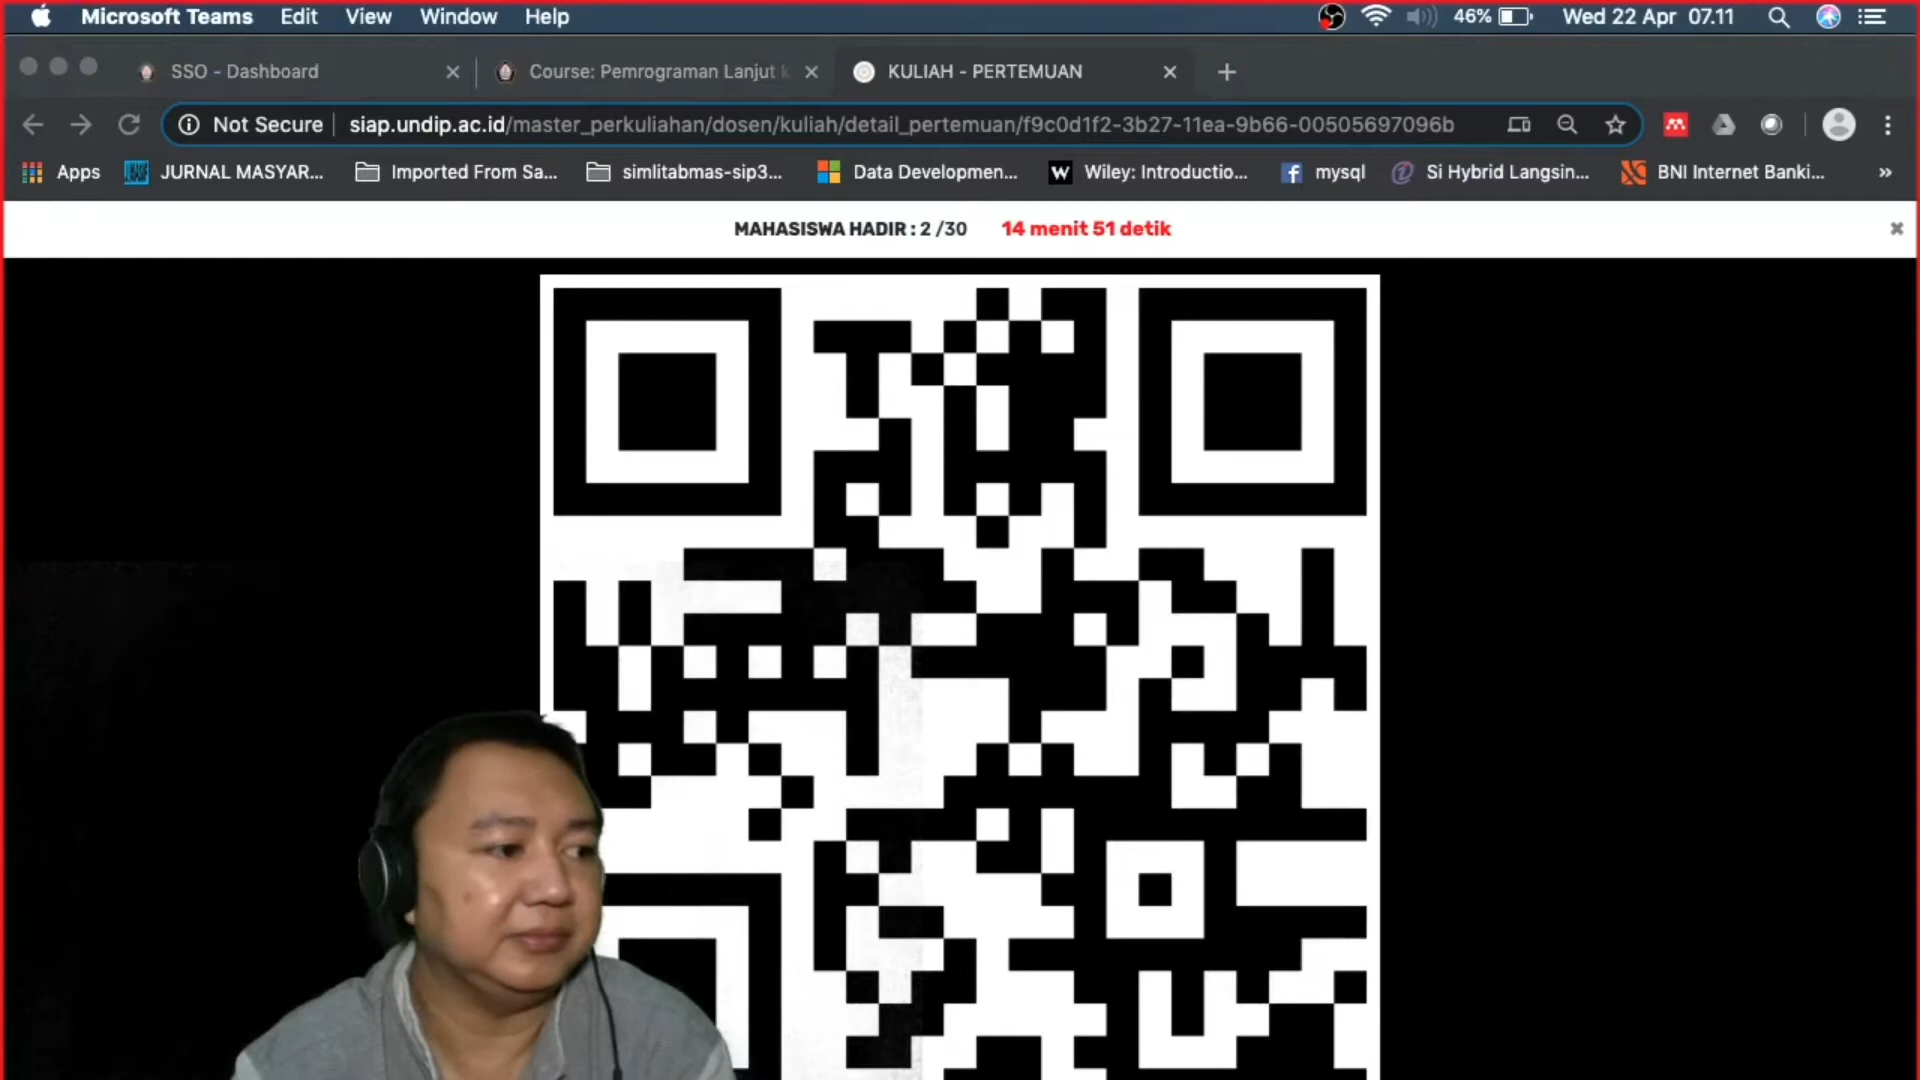 Microsoft Teams Edit View Window Help 46% Wed 22 Apr 07.11
SSO - Dashboard Course: Pemrograman Lanjut KULIAH - PERTEMUAN
Not Secure siap.undip.ac.id/master_perkuliahan/dosen/kuliah/detail_pertemuan/f9c0d1f2-3b27-11ea-9b66-00505697096b
Apps JURNAL MASYAR... Imported From Sa... simlitabmas-sip3... W Data Developmen... Wiley: Introductio... mysql Si Hybrid Langsin... BNI Internet Banki... »
MAHASISWA HADIR : 2 /30 14 menit 51 detik